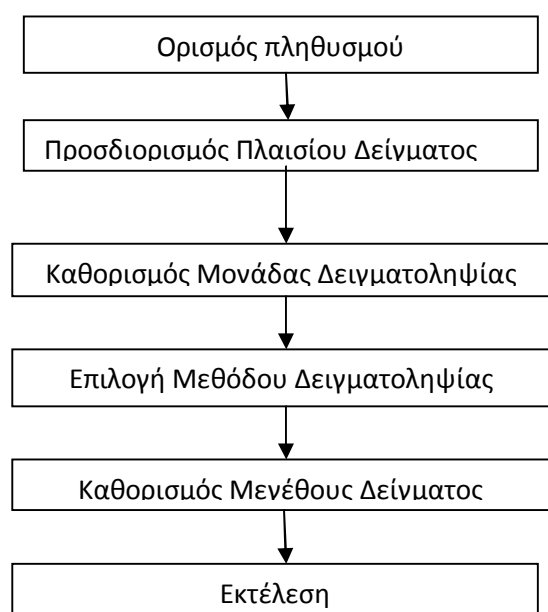 Ορισμός πληθυσμού
Προσδιορισμός Πλαισίου Δείγματος
Καθορισμός Μονάδας Δειγματοληψίας
Επιλογή Μεθόδου Δειγματοληψίας
Καθορισμός Μεγέθους Δείγματος
Εκτέλεση